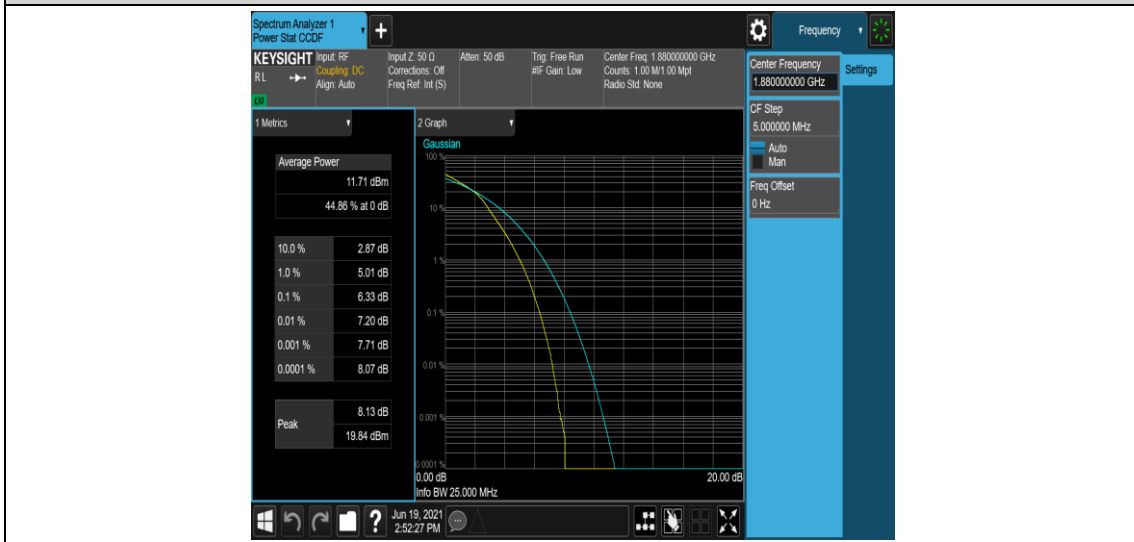 Spectrum Analyzer 1
Power Stat CCDF
Frequency
KEYSIGHT
RL
Input: RF
Coupling: DC
Align: Auto
Input Z: 50 Ω
Corrections: Off
Freq Ref: Int (S)
Atten: 50 dB
Trig: Free Run
#IF Gain: Low
Center Freq: 1.880000000 GHz
Counts: 1.00 M/1.00 Mpt
Radio Std: None
Center Frequency
1.880000000 GHz
Settings
CF Step
5.000000 MHz
Auto
Man
Freq Offset
0 Hz
1 Metrics
Average Power
11.71 dBm
44.86 % at 0 dB
10.0 % 2.87 dB
1.0 % 5.01 dB
0.1 % 6.33 dB
0.01 % 7.20 dB
0.001 % 7.71 dB
0.0001 % 8.07 dB
Peak
8.13 dB
19.84 dBm
2 Graph
Gaussian
100 %
10 %
1 %
0.1 %
0.01 %
0.001 %
0.0001 %
0.00 dB 20.00 dB
Info BW 25.000 MHz
?
Jun 19, 2021
2:52:27 PM